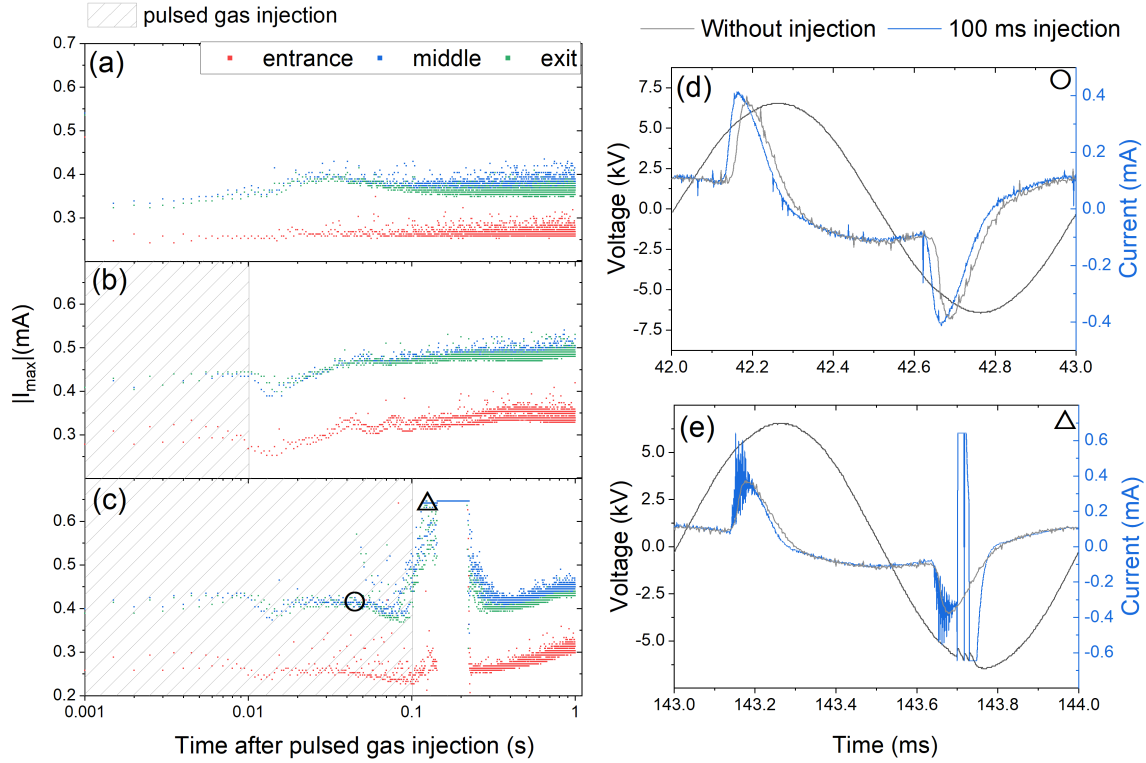 pulsed gas injection
entrance middle exit
(a)
0.7
0.6
0.5
0.4
0.3
(b)
0.6
0.5
0.4
0.3
|Imax|(mA)
(c)
0.6
0.5
0.4
0.3
0.2
0.001 0.01 0.1 1
Time after pulsed gas injection (s)
Without injection 100 ms injection
(d)
7.5
5.0
2.5
0.0
-2.5
-5.0
-7.5
Voltage (kV)
0.4
0.2
0.0
-0.2
-0.4
Current (mA)
42.0 42.2 42.4 42.6 42.8 43.0
(e)
5.0
2.5
0.0
-2.5
-5.0
Voltage (kV)
0.6
0.4
0.2
0.0
-0.2
-0.4
-0.6
Current (mA)
143.0 143.2 143.4 143.6 143.8 144.0
Time (ms)